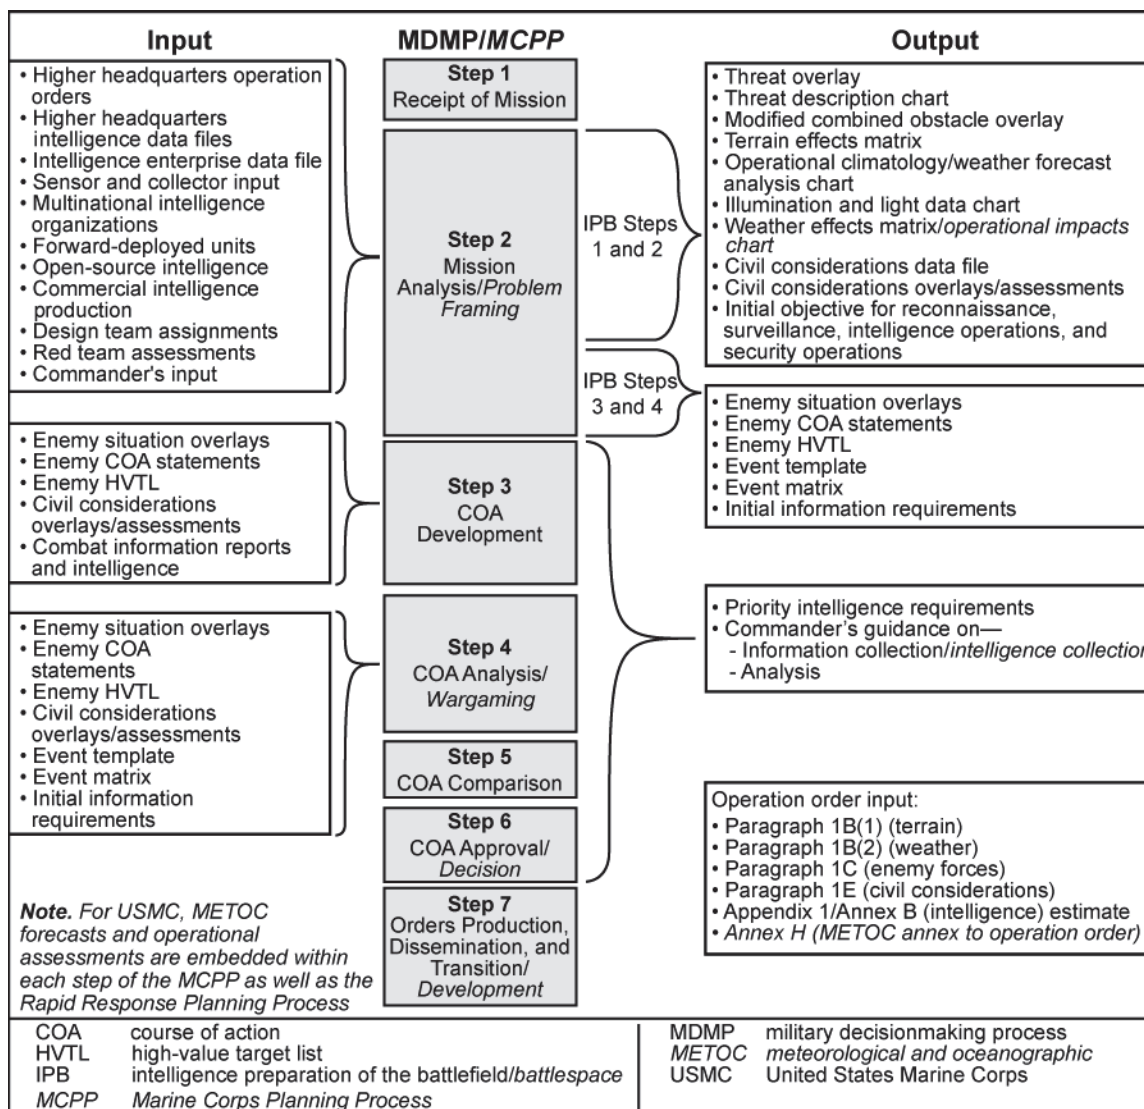 Input
MDMP/MCPP
Output
• Higher headquarters operation
orders
• Higher headquarters
intelligence data files
• Intelligence enterprise data file
• Sensor and collector input
• Multinational intelligence
organizations
• Forward-deployed units
• Open-source intelligence
• Commercial intelligence
production
• Design team assignments
• Red team assessments
• Commander's input
• Enemy situation overlays
• Enemy COA statements
• Enemy HVTL
• Civil considerations
overlays/assessments
• Combat information reports
and intelligence
• Enemy situation overlays
• Enemy COA
statements
• Enemy HVTL
• Civil considerations
overlays/assessments
• Event template
• Event matrix
• Initial information
requirements
Note. For USMC, METOC
forecasts and operational
assessments are embedded within
each step of the MCPP as well as the
Rapid Response Planning Process
Step 1
Receipt of Mission
Step 2
Mission
Analysis/Problem
Framing
Step 3
COA
Development
Step 4
COA Analysis/
Wargaming
Step 5
COA Comparison
Step 6
COA Approval/
Decision
Step 7
Orders Production,
Dissemination, and
Transition/
Development
IPB Steps
1 and 2
IPB Steps
3 and 4
• Threat overlay
• Threat description chart
• Modified combined obstacle overlay
• Terrain effects matrix
• Operational climatology/weather forecast
analysis chart
• Illumination and light data chart
• Weather effects matrix/operational impacts
chart
• Civil considerations data file
• Civil considerations overlays/assessments
• Initial objective for reconnaissance,
surveillance, intelligence operations, and
security operations
• Enemy situation overlays
• Enemy COA statements
• Enemy HVTL
• Event template
• Event matrix
• Initial information requirements
• Priority intelligence requirements
• Commander's guidance on—
- Information collection/intelligence collection
- Analysis
Operation order input:
• Paragraph 1B(1) (terrain)
• Paragraph 1B(2) (weather)
• Paragraph 1C (enemy forces)
• Paragraph 1E (civil considerations)
• Appendix 1/Annex B (intelligence) estimate
• Annex H (METOC annex to operation order)
COA course of action
HVTL high-value target list
IPB intelligence preparation of the battlefield/battlespace
MCPP Marine Corps Planning Process
MDMP military decisionmaking process
METOC meteorological and oceanographic
USMC United States Marine Corps